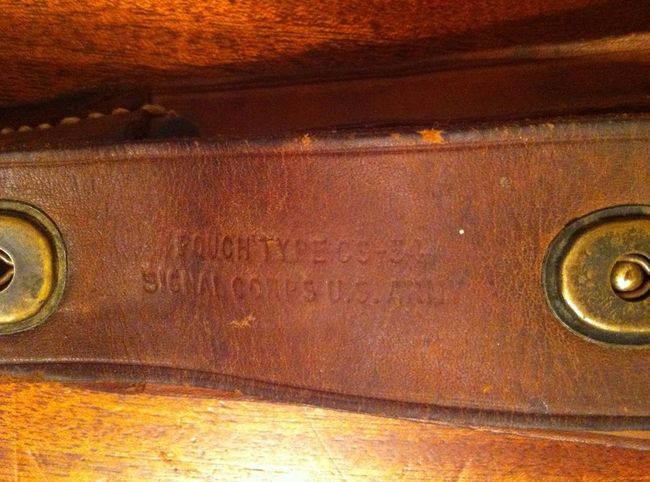 POUCH TYPE CS-34
SIGNAL CORPS U.S. ARMY